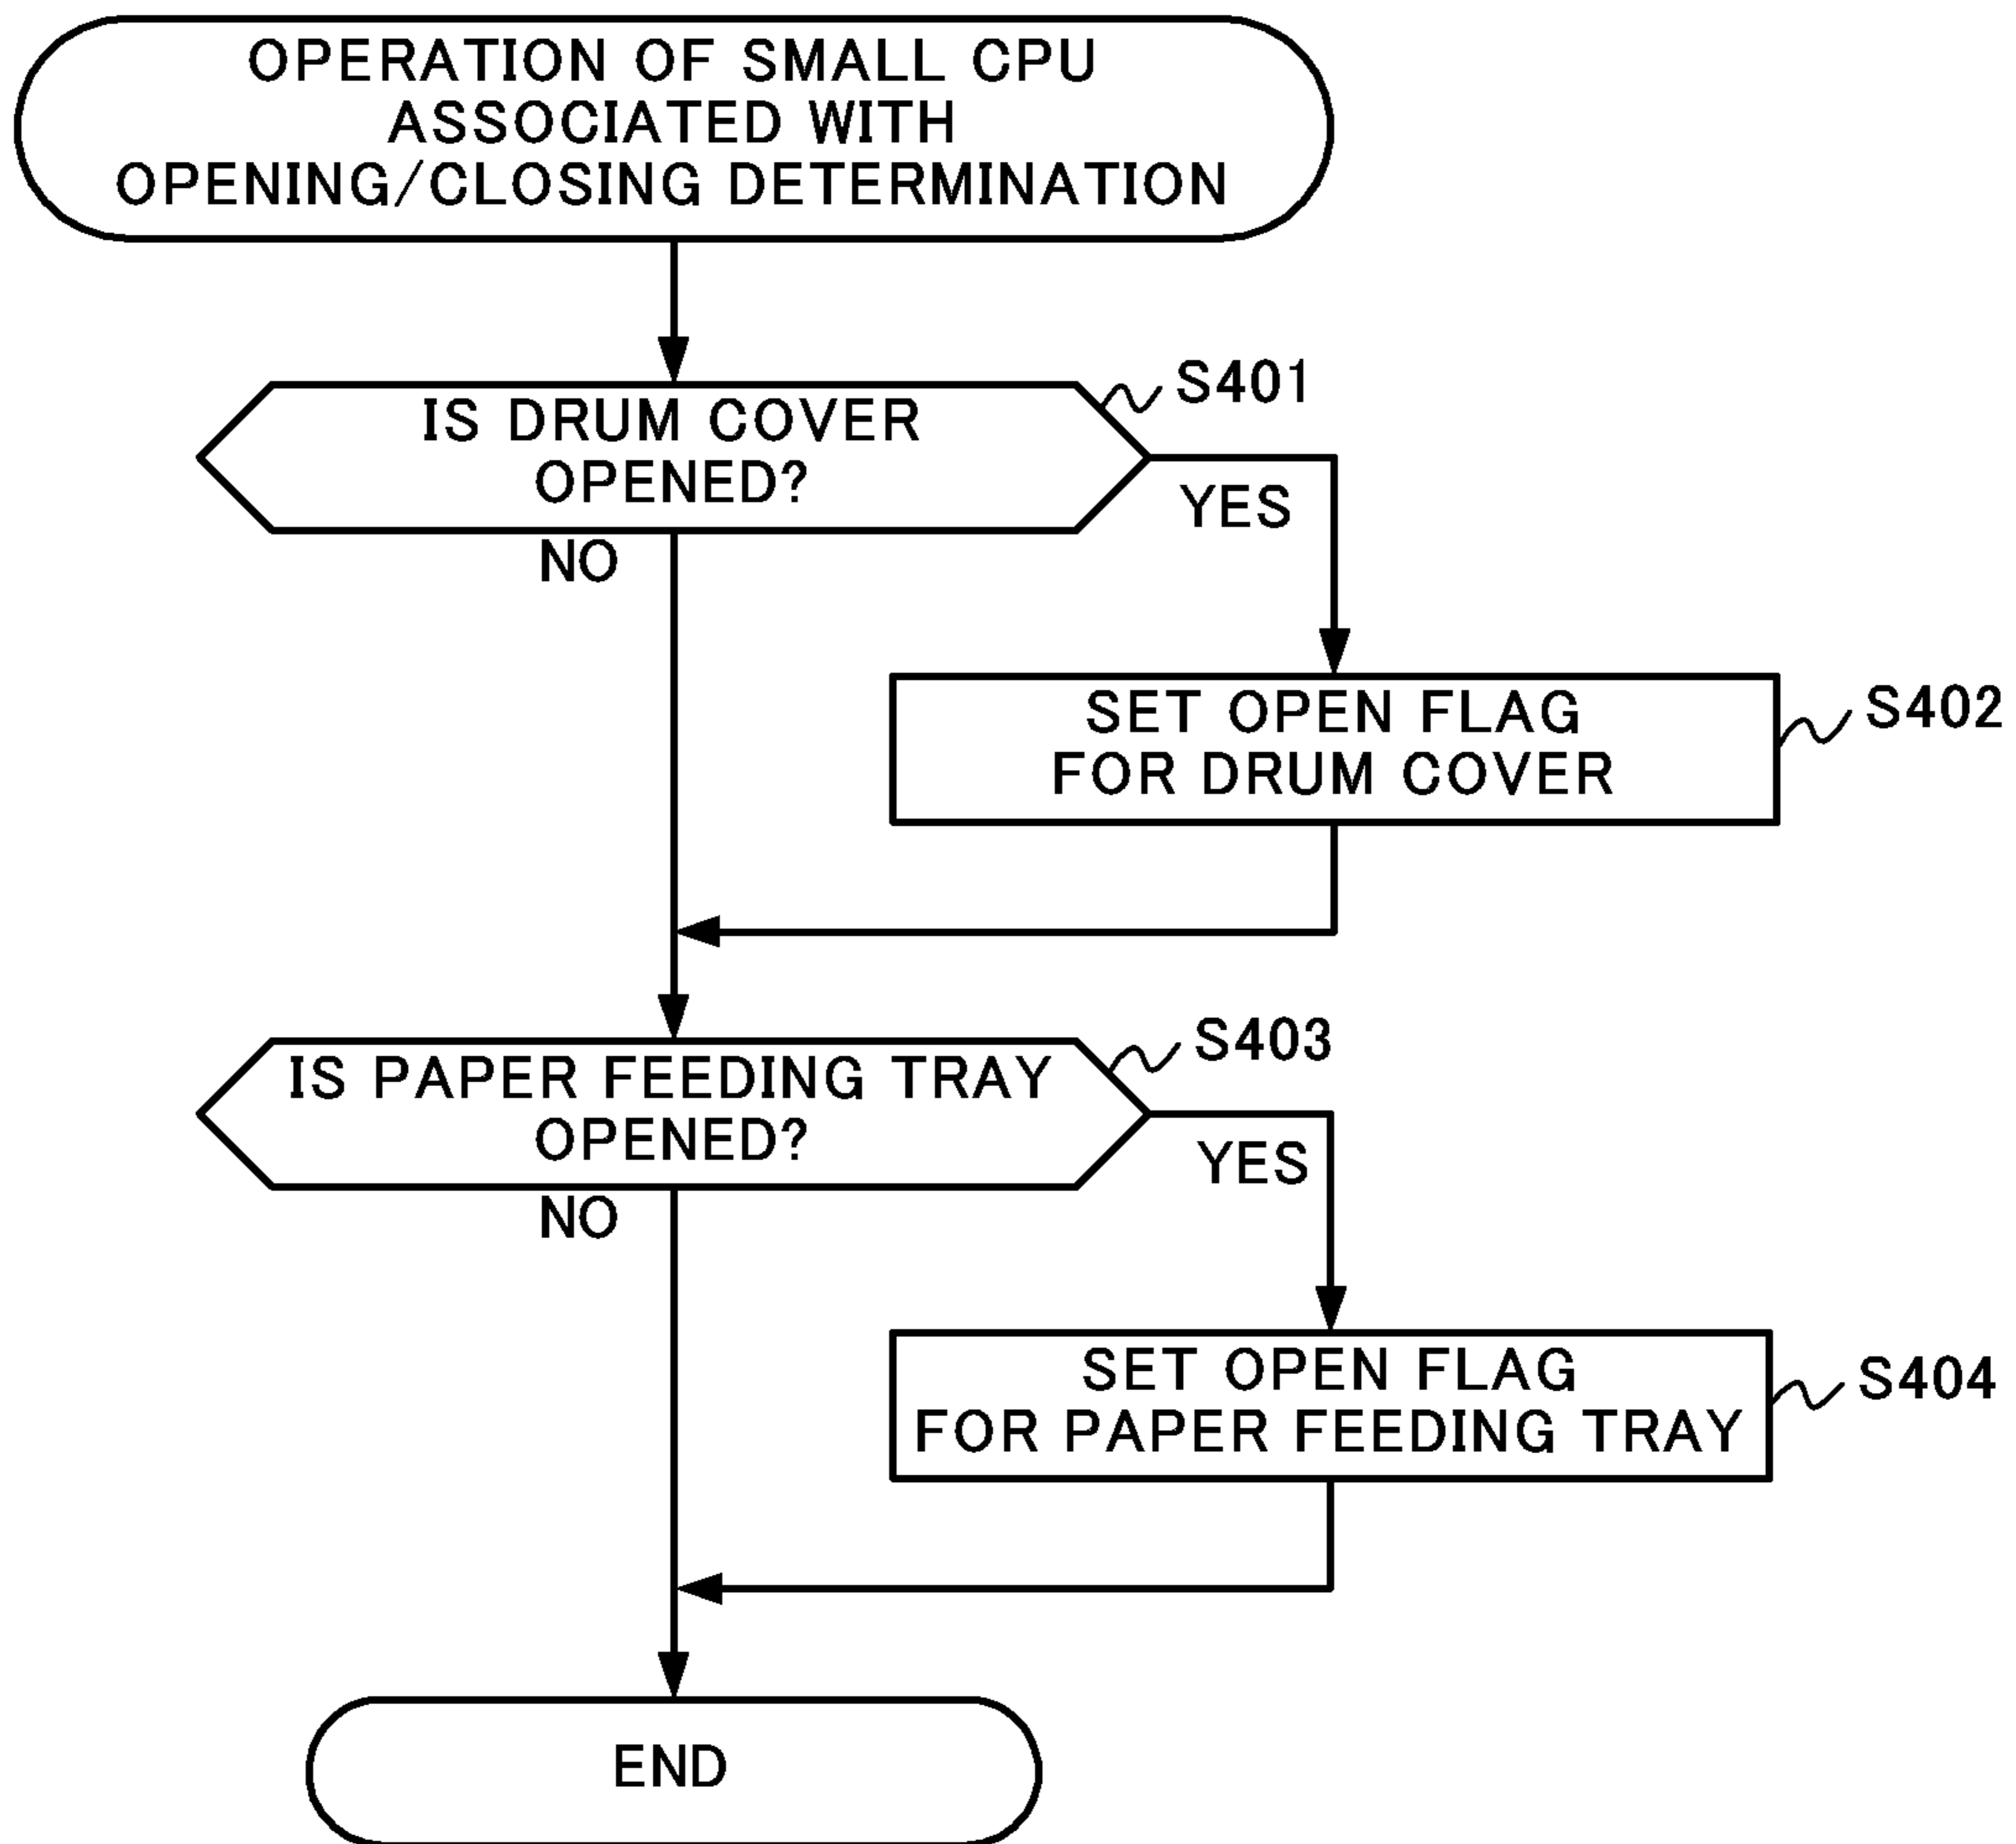 OPERATION OF SMALL CPU
ASSOCIATED WITH
OPENING/CLOSING DETERMINATION
S401
IS DRUM COVER
OPENED?
YES
NO
S402
SET OPEN FLAG
FOR DRUM COVER
S403
IS PAPER FEEDING TRAY
OPENED?
YES
NO
S404
SET OPEN FLAG
FOR PAPER FEEDING TRAY
END